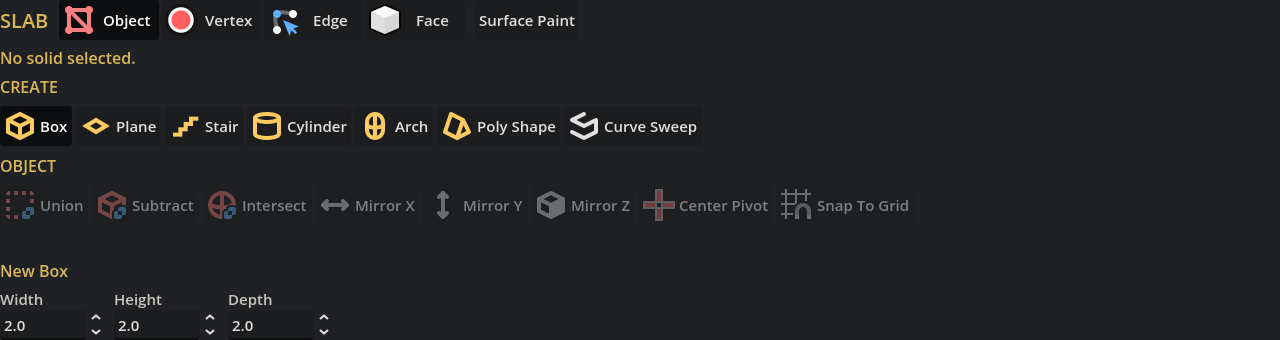 SLAB Object Vertex Edge Face Surface Paint
No solid selected.
CREATE
Box Plane Stair Cylinder Arch Poly Shape Curve Sweep
OBJECT
Union Subtract Intersect Mirror X Mirror Y Mirror Z Center Pivot Snap To Grid
New Box
Width Height Depth
2.0 2.0 2.0